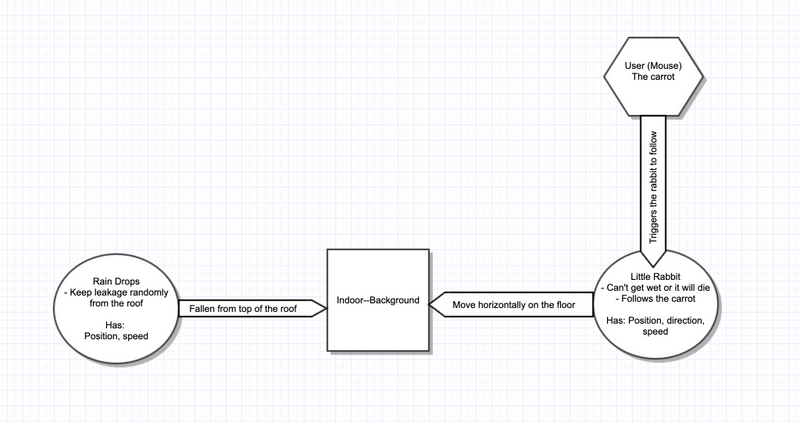 User (Mouse)
The carrot
Triggers the rabbit to follow
Rain Drops
- Keep leakage randomly
from the roof
Has:
Position, speed
Fallen from top of the roof
Indoor--Background
Move horizontally on the floor
Little Rabbit
- Can't get wet or it will die
- Follows the carrot
Has: Position, direction,
speed